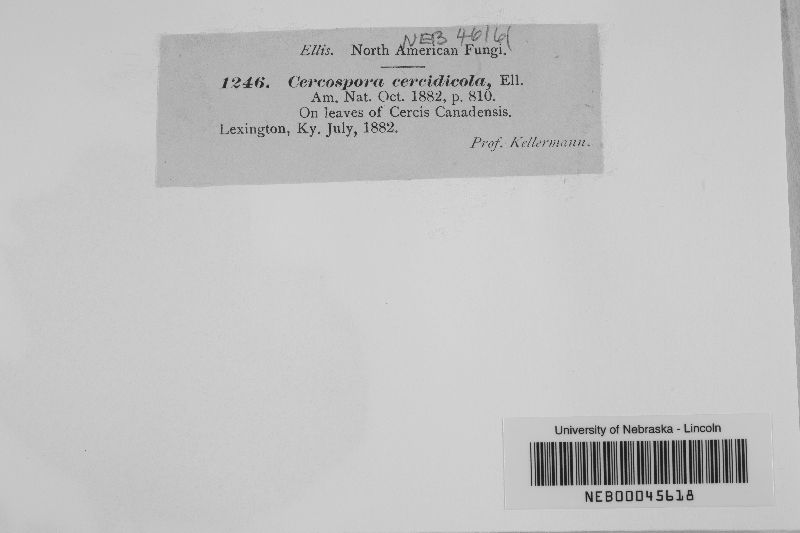 NEB 4616
Ellis. North American Fungi.
1246. Cercospora cercidicola, Ell.
Am. Nat. Oct. 1882, p. 810.
On leaves of Cercis Canadensis.
Lexington, Ky. July, 1882.
Prof. Kellermann.
University of Nebraska - Lincoln
NEB00045618